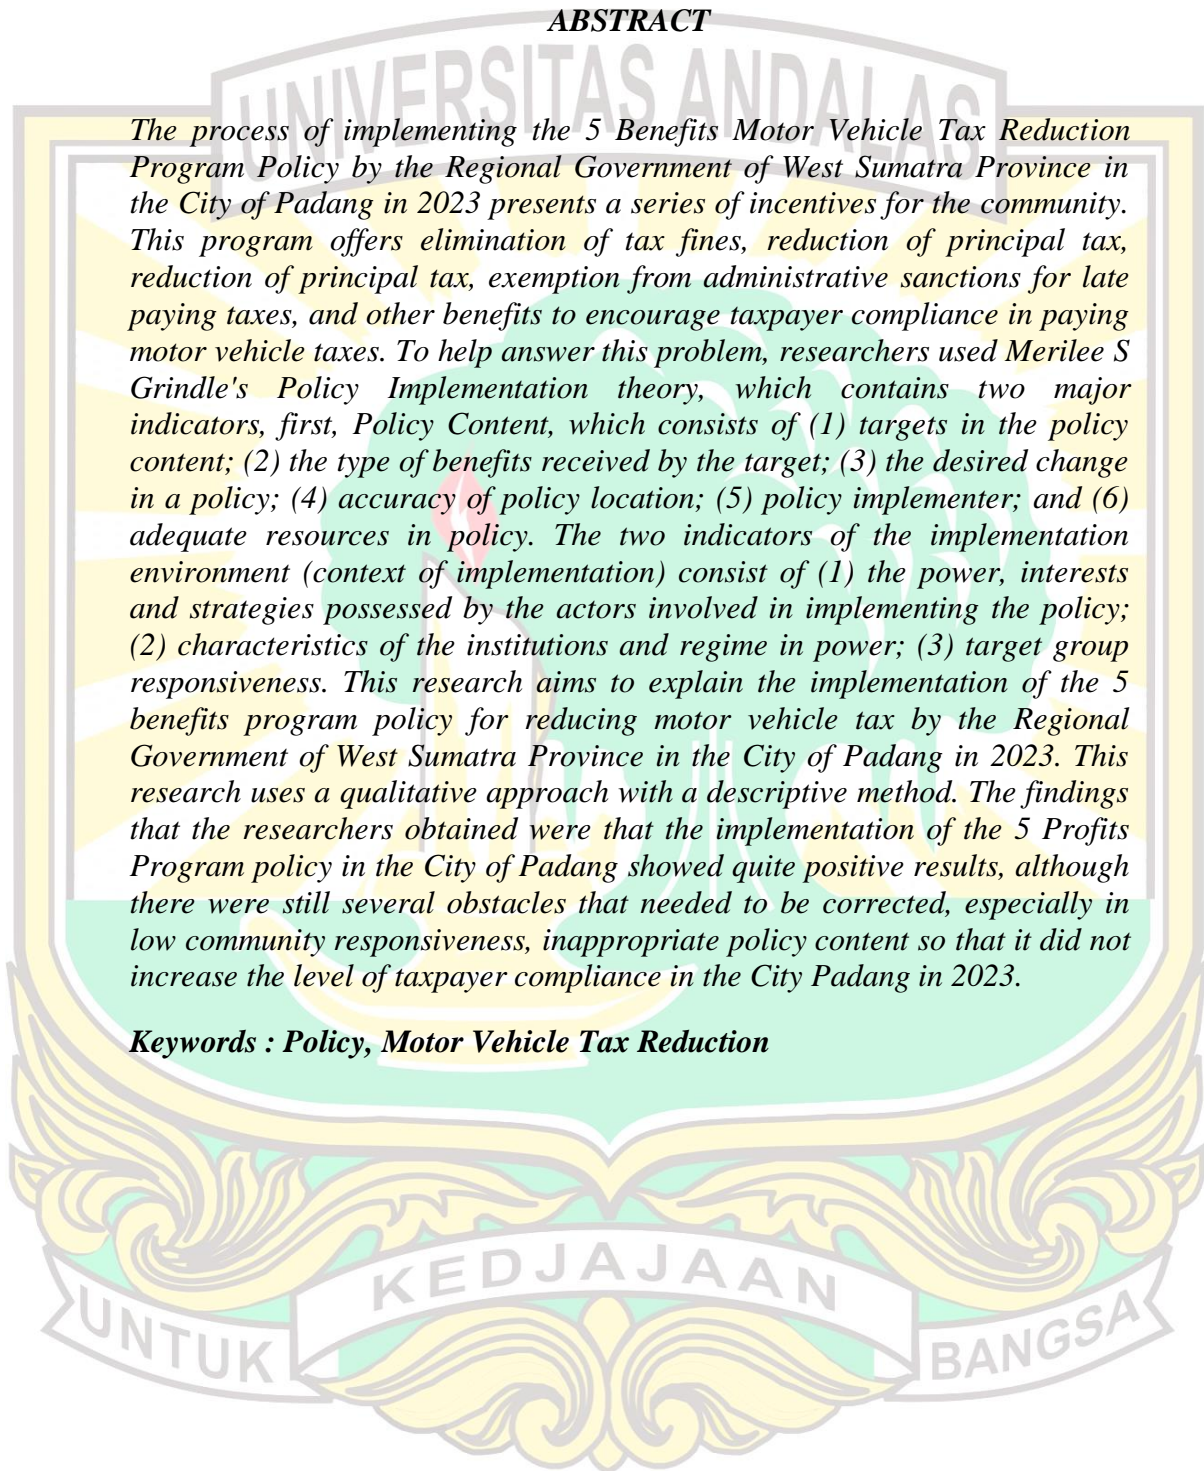 ABSTRACT
UNIVERSITAS ANDALAS
The process of implementing the 5 Benefits Motor Vehicle Tax Reduction
Program Policy by the Regional Government of West Sumatra Province in
the City of Padang in 2023 presents a series of incentives for the community.
This program offers elimination of tax fines, reduction of principal tax,
reduction of principal tax, exemption from administrative sanctions for late
paying taxes, and other benefits to encourage taxpayer compliance in paying
motor vehicle taxes. To help answer this problem, researchers used Merilee S
Grindle's Policy Implementation theory, which contains two major
indicators, first, Policy Content, which consists of (1) targets in the policy
content; (2) the type of benefits received by the target; (3) the desired change
in a policy; (4) accuracy of policy location; (5) policy implementer; and (6)
adequate resources in policy. The two indicators of the implementation
environment (context of implementation) consist of (1) the power, interests
and strategies possessed by the actors involved in implementing the policy;
(2) characteristics of the institutions and regime in power; (3) target group
responsiveness. This research aims to explain the implementation of the 5
benefits program policy for reducing motor vehicle tax by the Regional
Government of West Sumatra Province in the City of Padang in 2023. This
research uses a qualitative approach with a descriptive method. The findings
that the researchers obtained were that the implementation of the 5 Profits
Program policy in the City of Padang showed quite positive results, although
there were still several obstacles that needed to be corrected, especially in
low community responsiveness, inappropriate policy content so that it did not
increase the level of taxpayer compliance in the City Padang in 2023.
Keywords : Policy, Motor Vehicle Tax Reduction
UNTUK KEDJAJAAN BANGSA